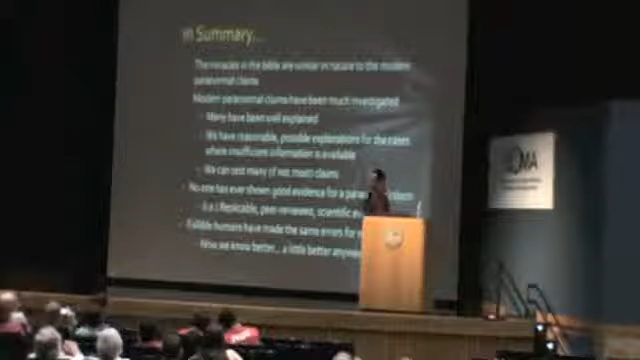 in Summary...
The miracles in the bible are similar in nature to the modern
paranormal claims
Modern paranormal claims have been much investigated
Many have been well explained
We have reasonable, possible explanations for the cases
where insufficient information is available
We can test many (if not most) claims
No one has ever shown good evidence for a
(i.e.) Replicable, peer-reviewed, scientific
Fallible humans have made the same errors for
Now we know better... a little better anyway
MA